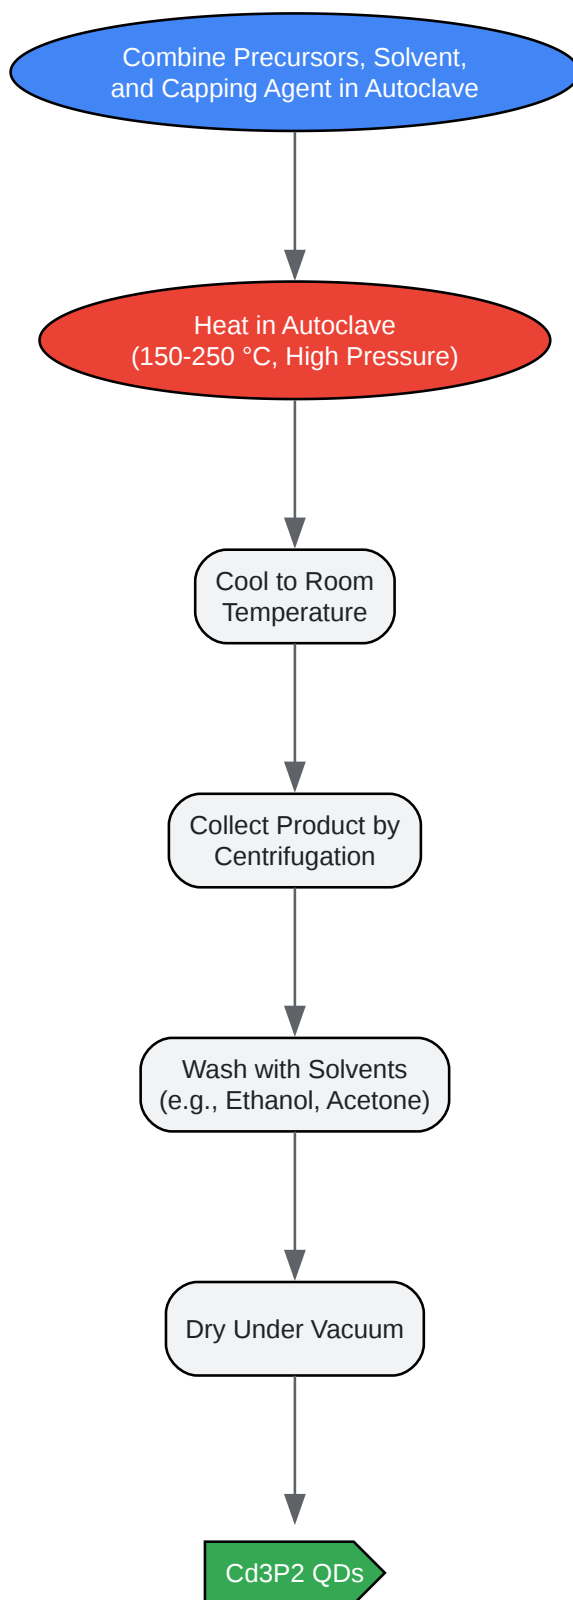 Combine Precursors, Solvent,
and Capping Agent in Autoclave
Heat in Autoclave
(150-250 °C, High Pressure)
Cool to Room
Temperature
Collect Product by
Centrifugation
Wash with Solvents
(e.g., Ethanol, Acetone)
Dry Under Vacuum
Cd3P2 QDs